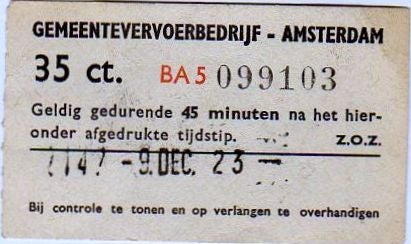 GEMEENTEVERVOERBEDRIJF - AMSTERDAM
35 ct. BA5 099103
Geldig gedurende 45 minuten na het hier-
onder afgedrukte tijdstip. Z.O.Z.
-9.DEC. 23 —
Bij controle te tonen en op verlangen te overhandigen